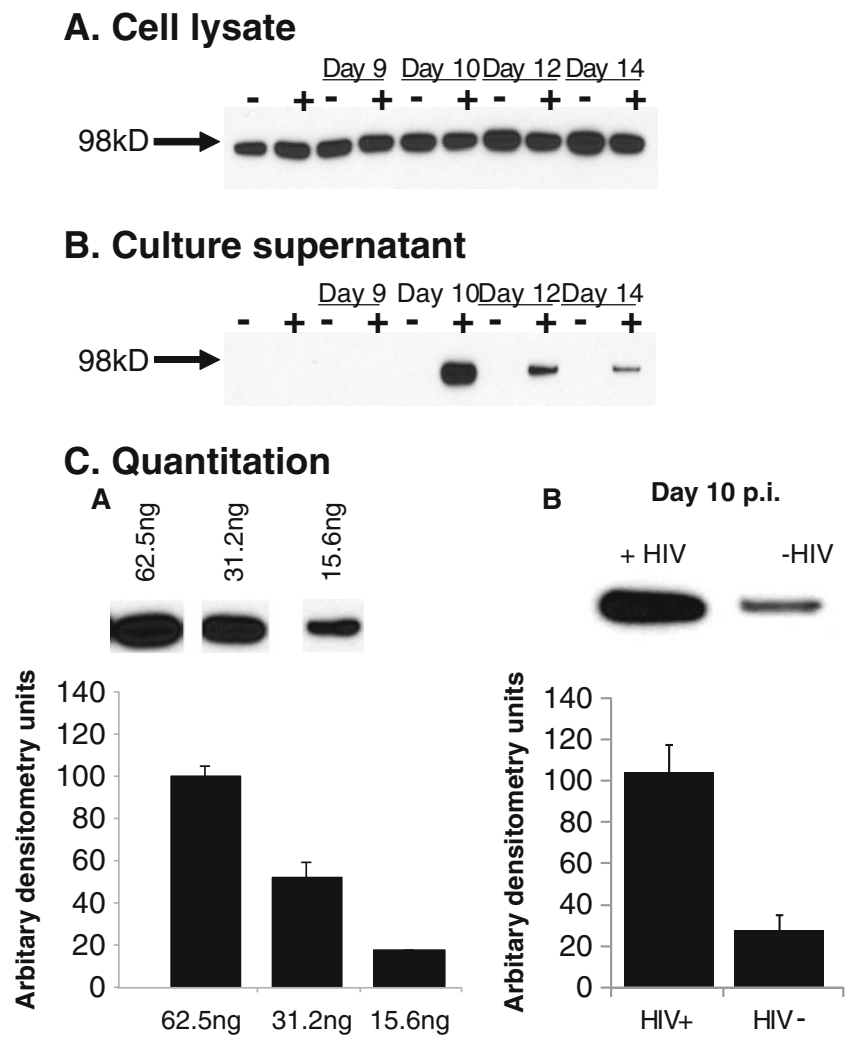 A. Cell lysate
Day 9 Day 10 Day 12 Day 14
- + - + - + - + - +
98kD
B. Culture supernatant
Day 9 Day 10 Day 12 Day 14
- + - + - + - + - +
98kD
C. Quantitation
A
62.5ng 31.2ng 15.6ng
Arbitary densitometry units
140
120
100
80
60
40
20
0
62.5ng 31.2ng 15.6ng
B
Day 10 p.i.
+ HIV -HIV
Arbitary densitometry units
140
120
100
80
60
40
20
0
HIV+ HIV-